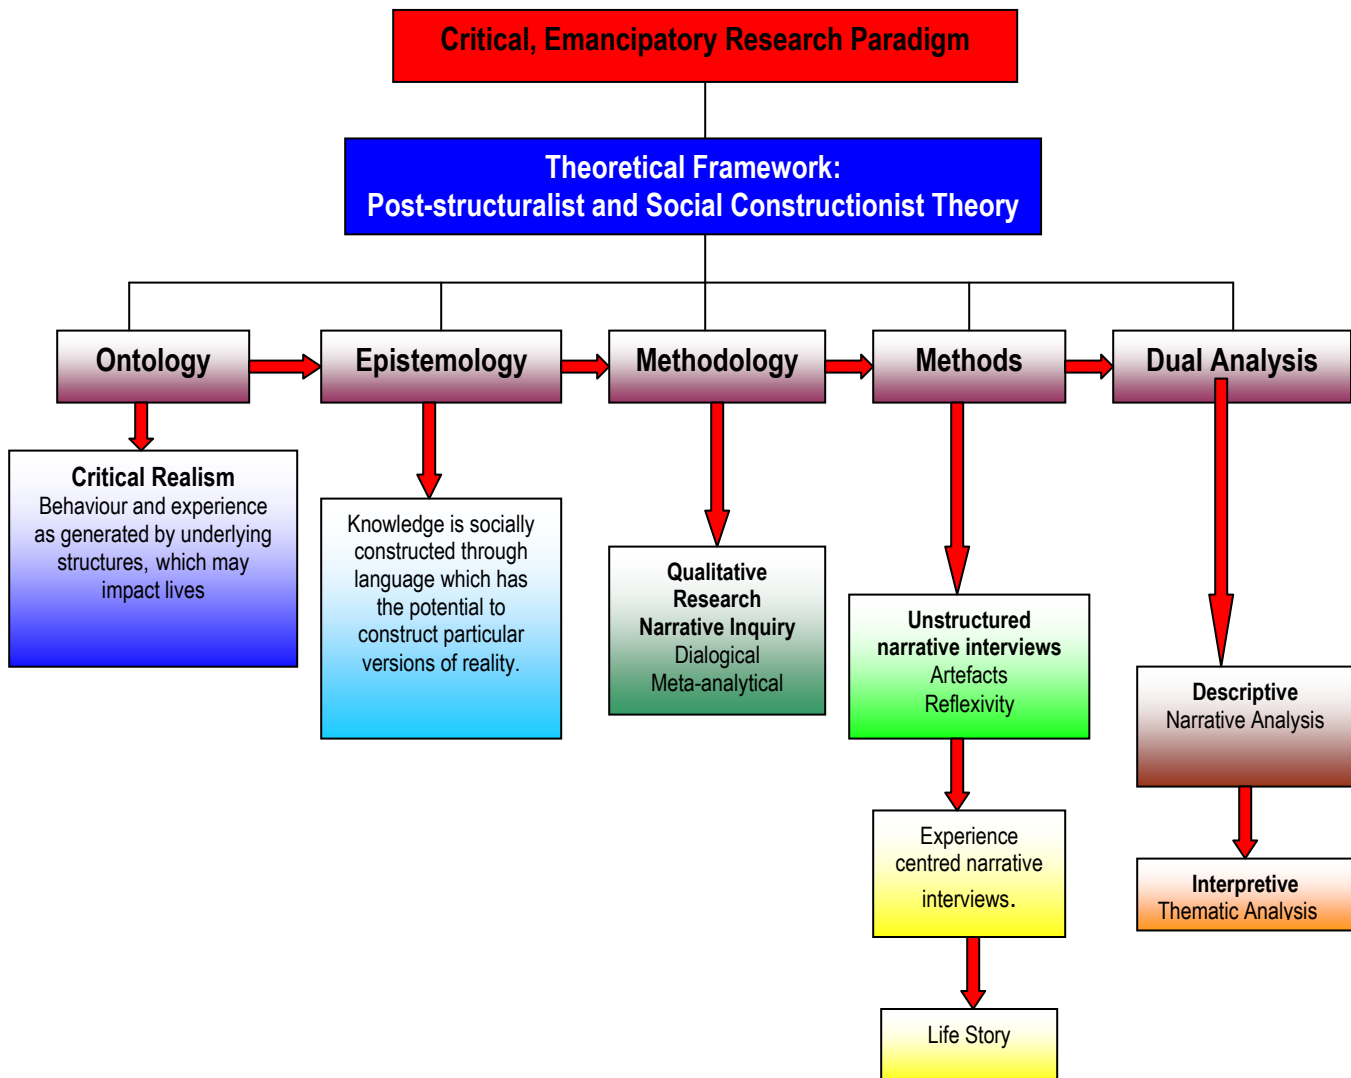 Critical, Emancipatory Research Paradigm
Theoretical Framework:
Post-structuralist and Social Constructionist Theory
Ontology
Epistemology
Methodology
Methods
Dual Analysis
Critical Realism
Behaviour and experience
as generated by underlying
structures, which may
impact lives
Knowledge is socially
constructed through
language which has
the potential to
construct particular
versions of reality.
Qualitative
Research
Narrative Inquiry
Dialogical
Meta-analytical
Unstructured
narrative interviews
Artefacts
Reflexivity
Experience
centred narrative
interviews.
Life Story
Descriptive
Narrative Analysis
Interpretive
Thematic Analysis